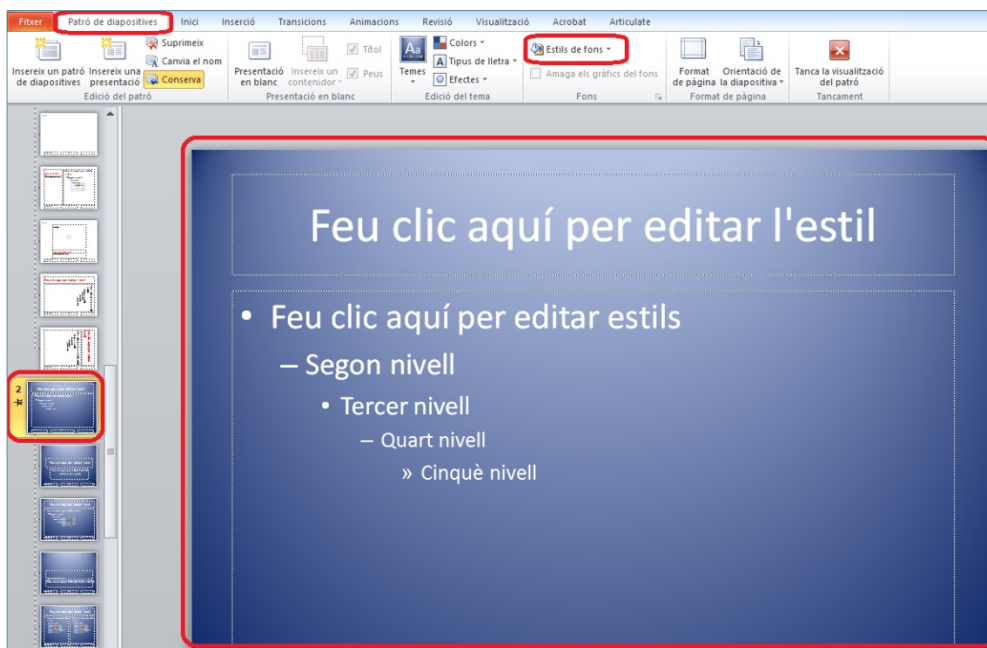 Fitxer Patró de diapositives Inici Inserció Transicions Animacions Revisió Visualització Acrobat Articulate
Insereix un patró de diapositives
Insereix una presentació
Suprimeix
Canvia el nom
Conserva
Edició del patró
Presentació en blanc
Insereix un contenidor
Títol
Peus
Presentació en blanc
Aa
Temes
Colors
A Tipus de lletra
Efectes
Edició del tema
Estils de fons
Amaga els gràfics del fons
Fons
Format de pàgina
Orientació de la diapositiva
Format de pàgina
Tanca la visualització del patró
Tancament
2
Feu clic aquí per editar l'estil
• Feu clic aquí per editar estils
– Segon nivell
• Tercer nivell
– Quart nivell
» Cinquè nivell